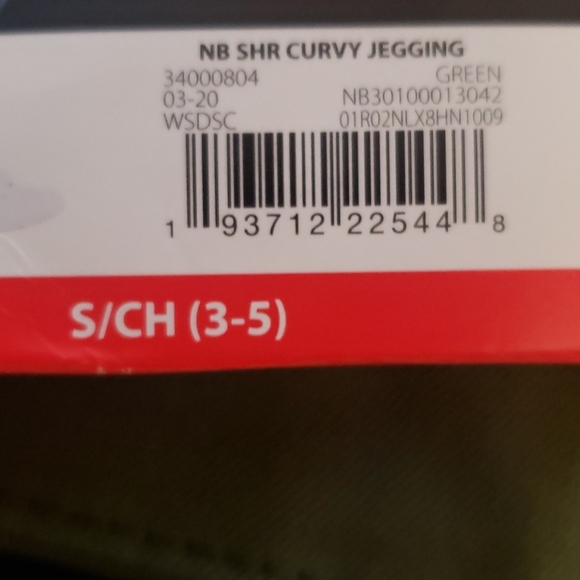 NB SHR CURVY JEGGING
34000804 GREEN
03-20 NB30100013042
WSDSC 01R02NLX8HN1009
1 93712 22544 8
S/CH (3-5)